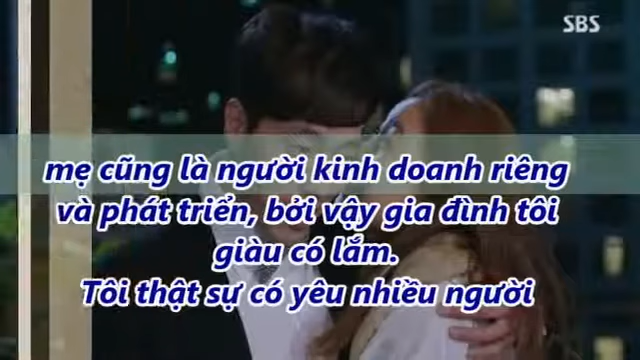 SBS
mẹ cũng là người kinh doanh riêng
và phát triển, bởi vậy gia đình tôi
giàu có lắm.
Tôi thật sự có yêu nhiều người